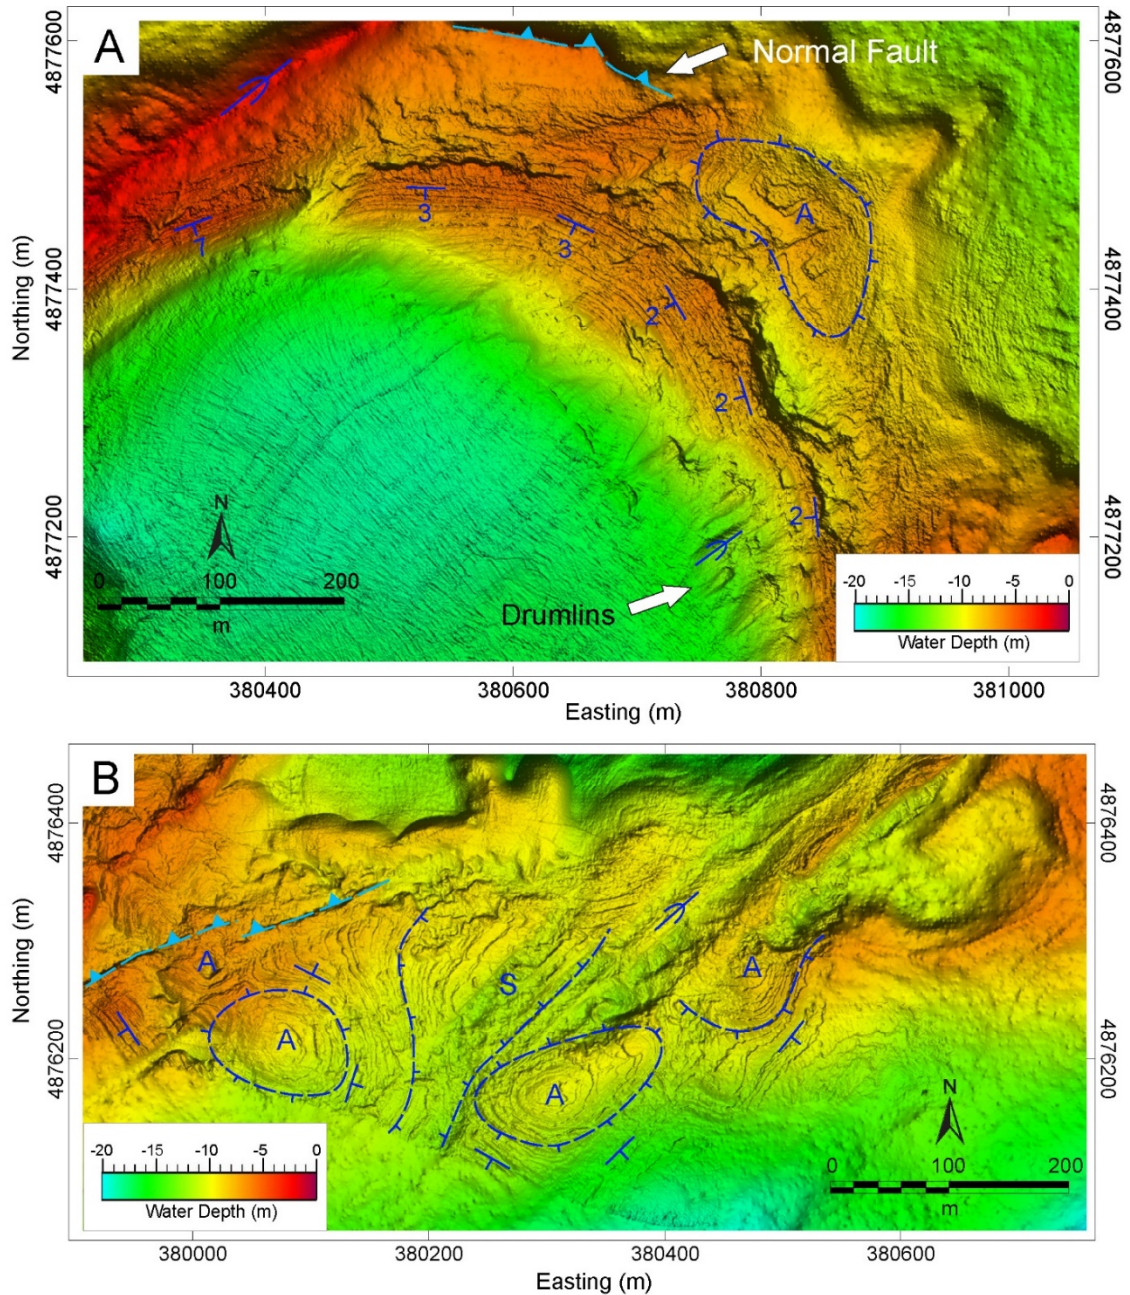 A
4877600
4877600
Normal Fault
A
7
3
3
2
2
2
4877400
4877400
Northing (m)
4877200
4877200
N
0 100 200
m
Drumlins
-20 -15 -10 -5 0
Water Depth (m)
380400 380600 380800 381000
Easting (m)
B
4876400
4876400
A
S
A
A
A
Northing (m)
4876200
4876200
N
0 100 200
m
-20 -15 -10 -5 0
Water Depth (m)
380000 380200 380400 380600
Easting (m)